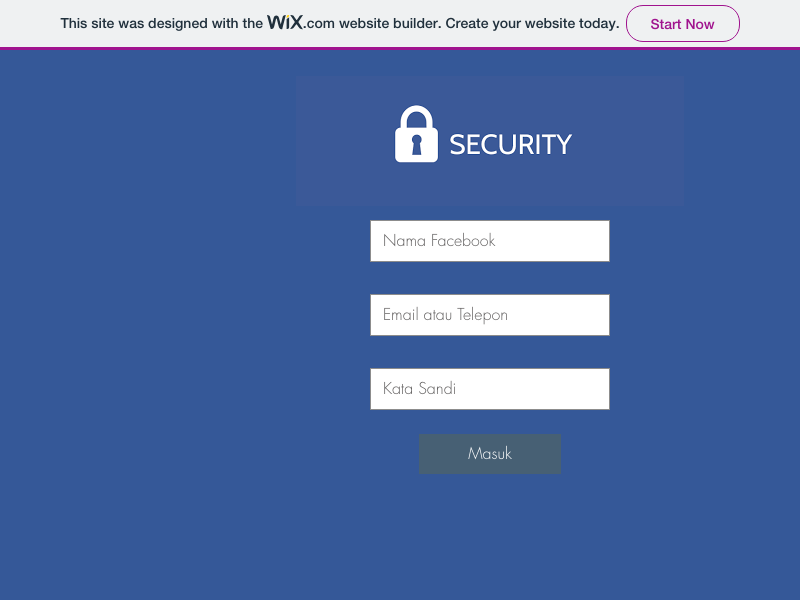 This site was designed with the WiX.com website builder. Create your website today. Start Now
SECURITY
Nama Facebook
Email atau Telepon
Kata Sandi
Masuk